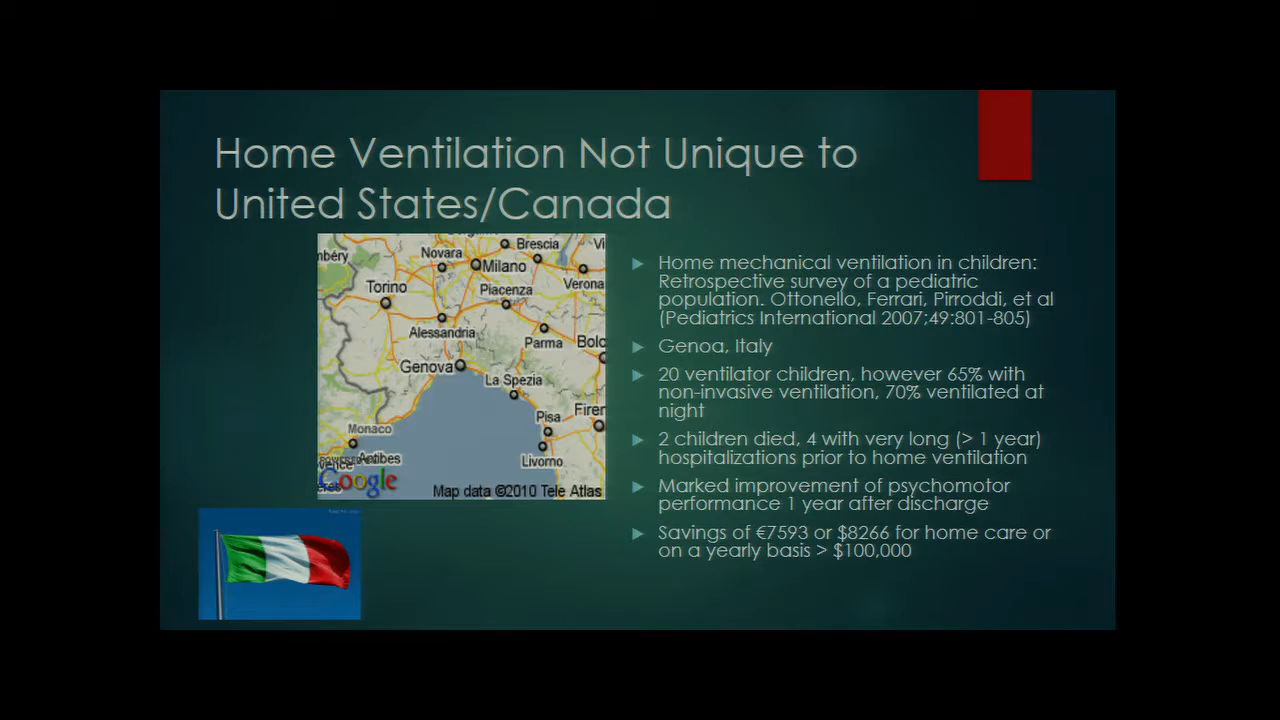 Home Ventilation Not Unique to
United States/Canada
Brescia
Novara
Milano
Verona
Torino
Piacenza
Alessandria
Parma
Genova
La Spezia
Pisa
Monaco
Antibes
Livorno
Google
Map data ©2010 Tele Atlas
Home mechanical ventilation in children:
Retrospective survey of a pediatric
population. Ottonello, Ferrari, Pirroddi, et al
(Pediatrics International 2007;49:801-805)
Genoa, Italy
20 ventilator children, however 65% with
non-invasive ventilation, 70% ventilated at
night
2 children died, 4 with very long (> 1 year)
hospitalizations prior to home ventilation
Marked improvement of psychomotor
performance 1 year after discharge
Savings of €7593 or $8266 for home care or
on a yearly basis > $100,000